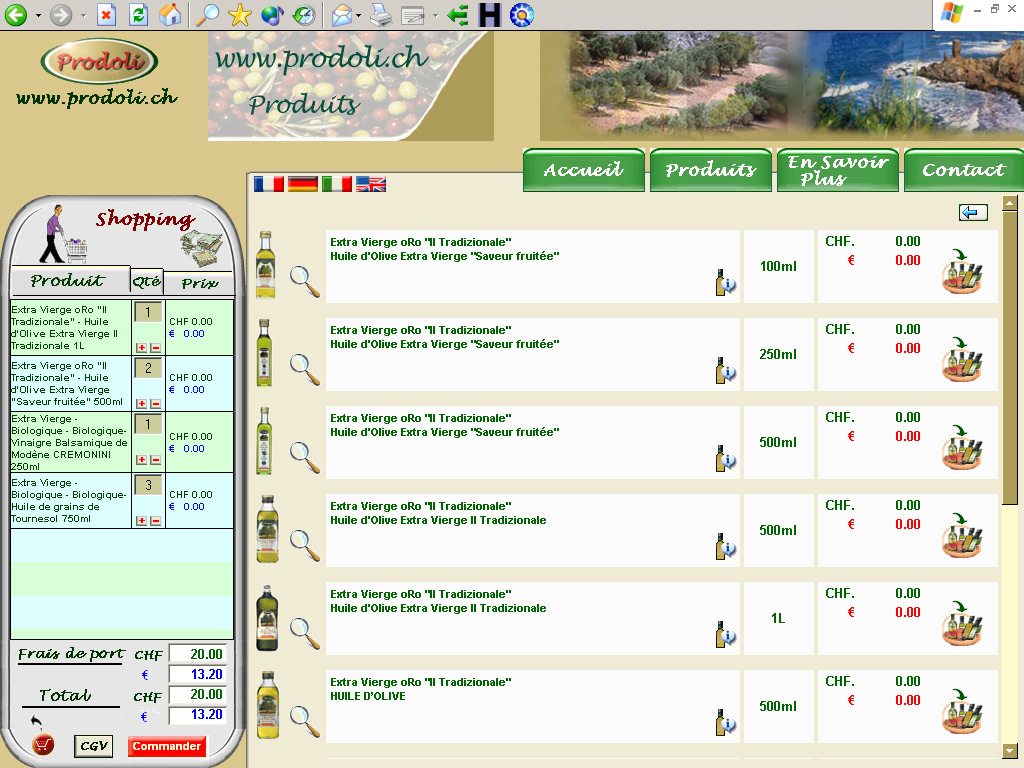 Prodoli
www.prodoli.ch
www.prodoli.ch
Produits
Accueil
Produits
En Savoir
Plus
Contact
Shopping
Produit Qté Prix
Extra Vierge oRo "Il
Tradizionale" - Huile
d'Olive Extra Vierge Il
Tradizionale 1L
1
CHF 0.00
€ 0.00
Extra Vierge oRo "Il
Tradizionale" - Huile
d'Olive Extra Vierge
"Saveur fruitée" 500ml
2
CHF 0.00
€ 0.00
Extra Vierge -
Biologique - Biologique-
Vinaigre Balsamique de
Modène CREMONINI
250ml
1
CHF 0.00
€ 0.00
Extra Vierge -
Biologique - Biologique-
Huile de grains de
Tournesol 750ml
3
CHF 0.00
€ 0.00
Frais de port CHF 20.00
€ 13.20
Total CHF 20.00
€ 13.20
CGV
Commander
Extra Vierge oRo "Il Tradizionale"
Huile d'Olive Extra Vierge "Saveur fruitée"
100ml
CHF. 0.00
€ 0.00
Extra Vierge oRo "Il Tradizionale"
Huile d'Olive Extra Vierge "Saveur fruitée"
250ml
CHF. 0.00
€ 0.00
Extra Vierge oRo "Il Tradizionale"
Huile d'Olive Extra Vierge "Saveur fruitée"
500ml
CHF. 0.00
€ 0.00
Extra Vierge oRo "Il Tradizionale"
Huile d'Olive Extra Vierge Il Tradizionale
500ml
CHF. 0.00
€ 0.00
Extra Vierge oRo "Il Tradizionale"
Huile d'Olive Extra Vierge Il Tradizionale
1L
CHF. 0.00
€ 0.00
Extra Vierge oRo "Il Tradizionale"
HUILE D'OLIVE
500ml
CHF. 0.00
€ 0.00